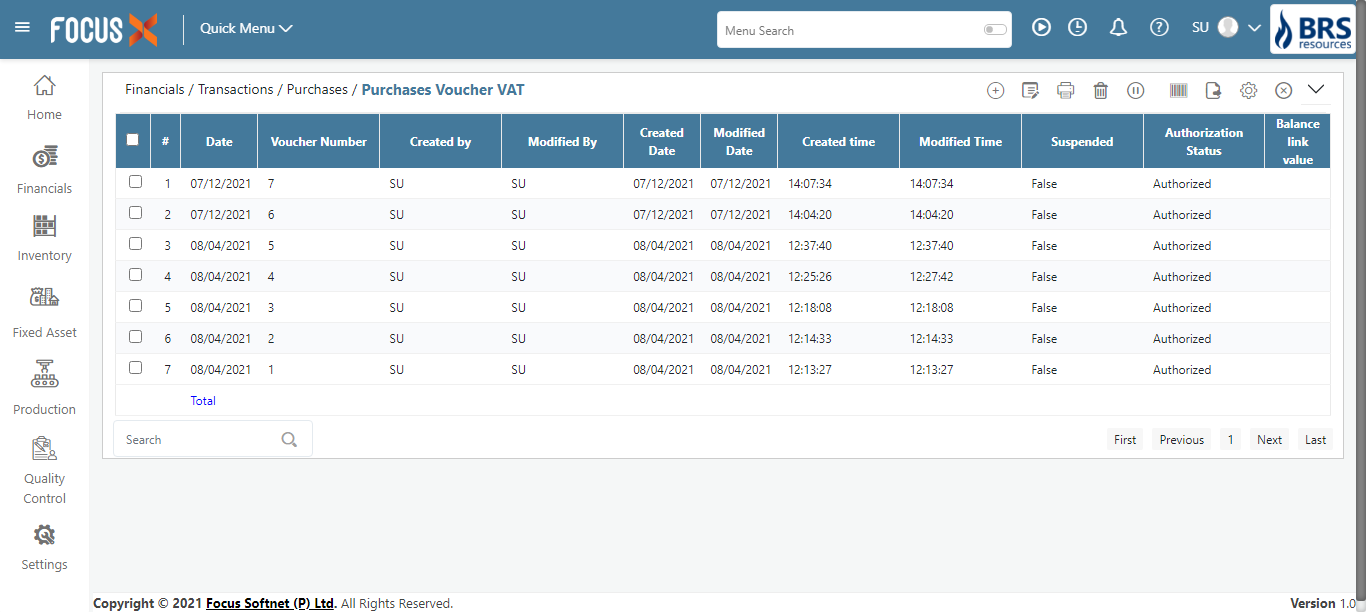 FOCUS X
Quick Menu
Menu Search
SU
BRS
resources
Home
Financials
Inventory
Fixed Asset
Production
Quality
Control
Settings
Financials / Transactions / Purchases / Purchases Voucher VAT
# Date Voucher Number Created by Modified By Created Date Modified Date Created time Modified Time Suspended Authorization Status Balance link value
1 07/12/2021 7 SU SU 07/12/2021 07/12/2021 14:07:34 14:07:34 False Authorized
2 07/12/2021 6 SU SU 07/12/2021 07/12/2021 14:04:20 14:04:20 False Authorized
3 08/04/2021 5 SU SU 08/04/2021 08/04/2021 12:37:40 12:37:40 False Authorized
4 08/04/2021 4 SU SU 08/04/2021 08/04/2021 12:25:26 12:27:42 False Authorized
5 08/04/2021 3 SU SU 08/04/2021 08/04/2021 12:18:08 12:18:08 False Authorized
6 08/04/2021 2 SU SU 08/04/2021 08/04/2021 12:14:33 12:14:33 False Authorized
7 08/04/2021 1 SU SU 08/04/2021 08/04/2021 12:13:27 12:13:27 False Authorized
Total
Search
First Previous 1 Next Last
Copyright © 2021 Focus Softnet (P) Ltd. All Rights Reserved.
Version 1.0